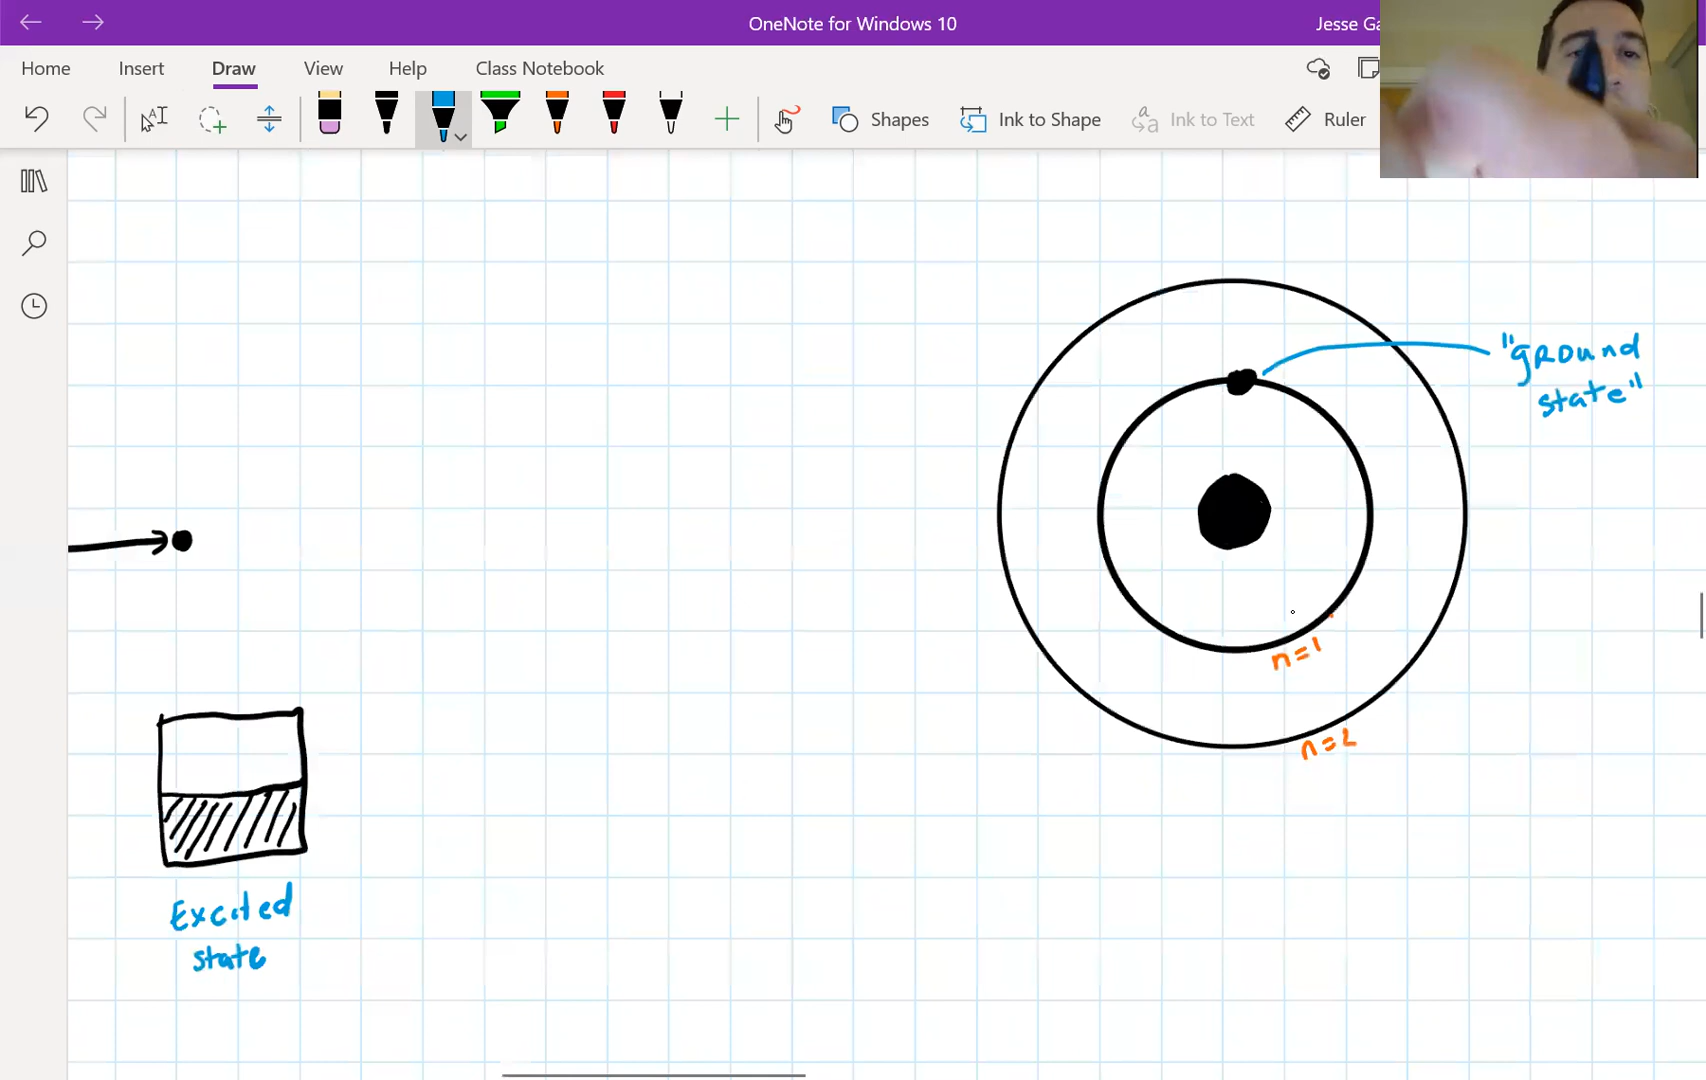 OneNote for Windows 10
Jesse Ga
Home Insert Draw View Help Class Notebook
Shapes Ink to Shape Ink to Text Ruler
"ground
state"
n=1
n=2
Excited
state